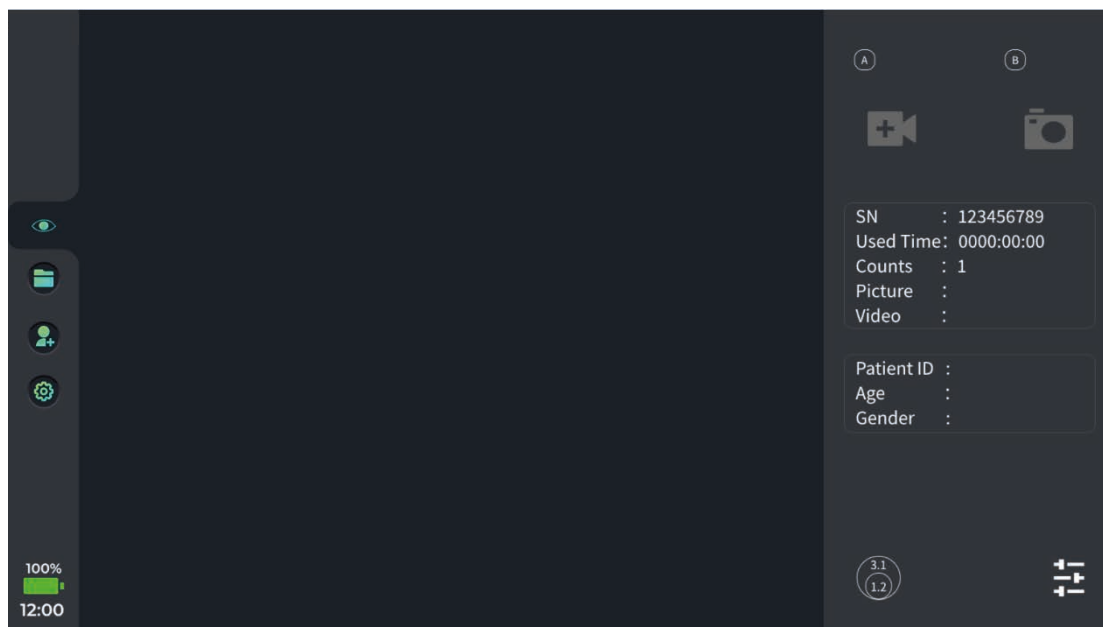 A
B
SN : 123456789
Used Time: 0000:00:00
Counts : 1
Picture :
Video :
Patient ID :
Age :
Gender :
3.1
1.2
100%
12:00